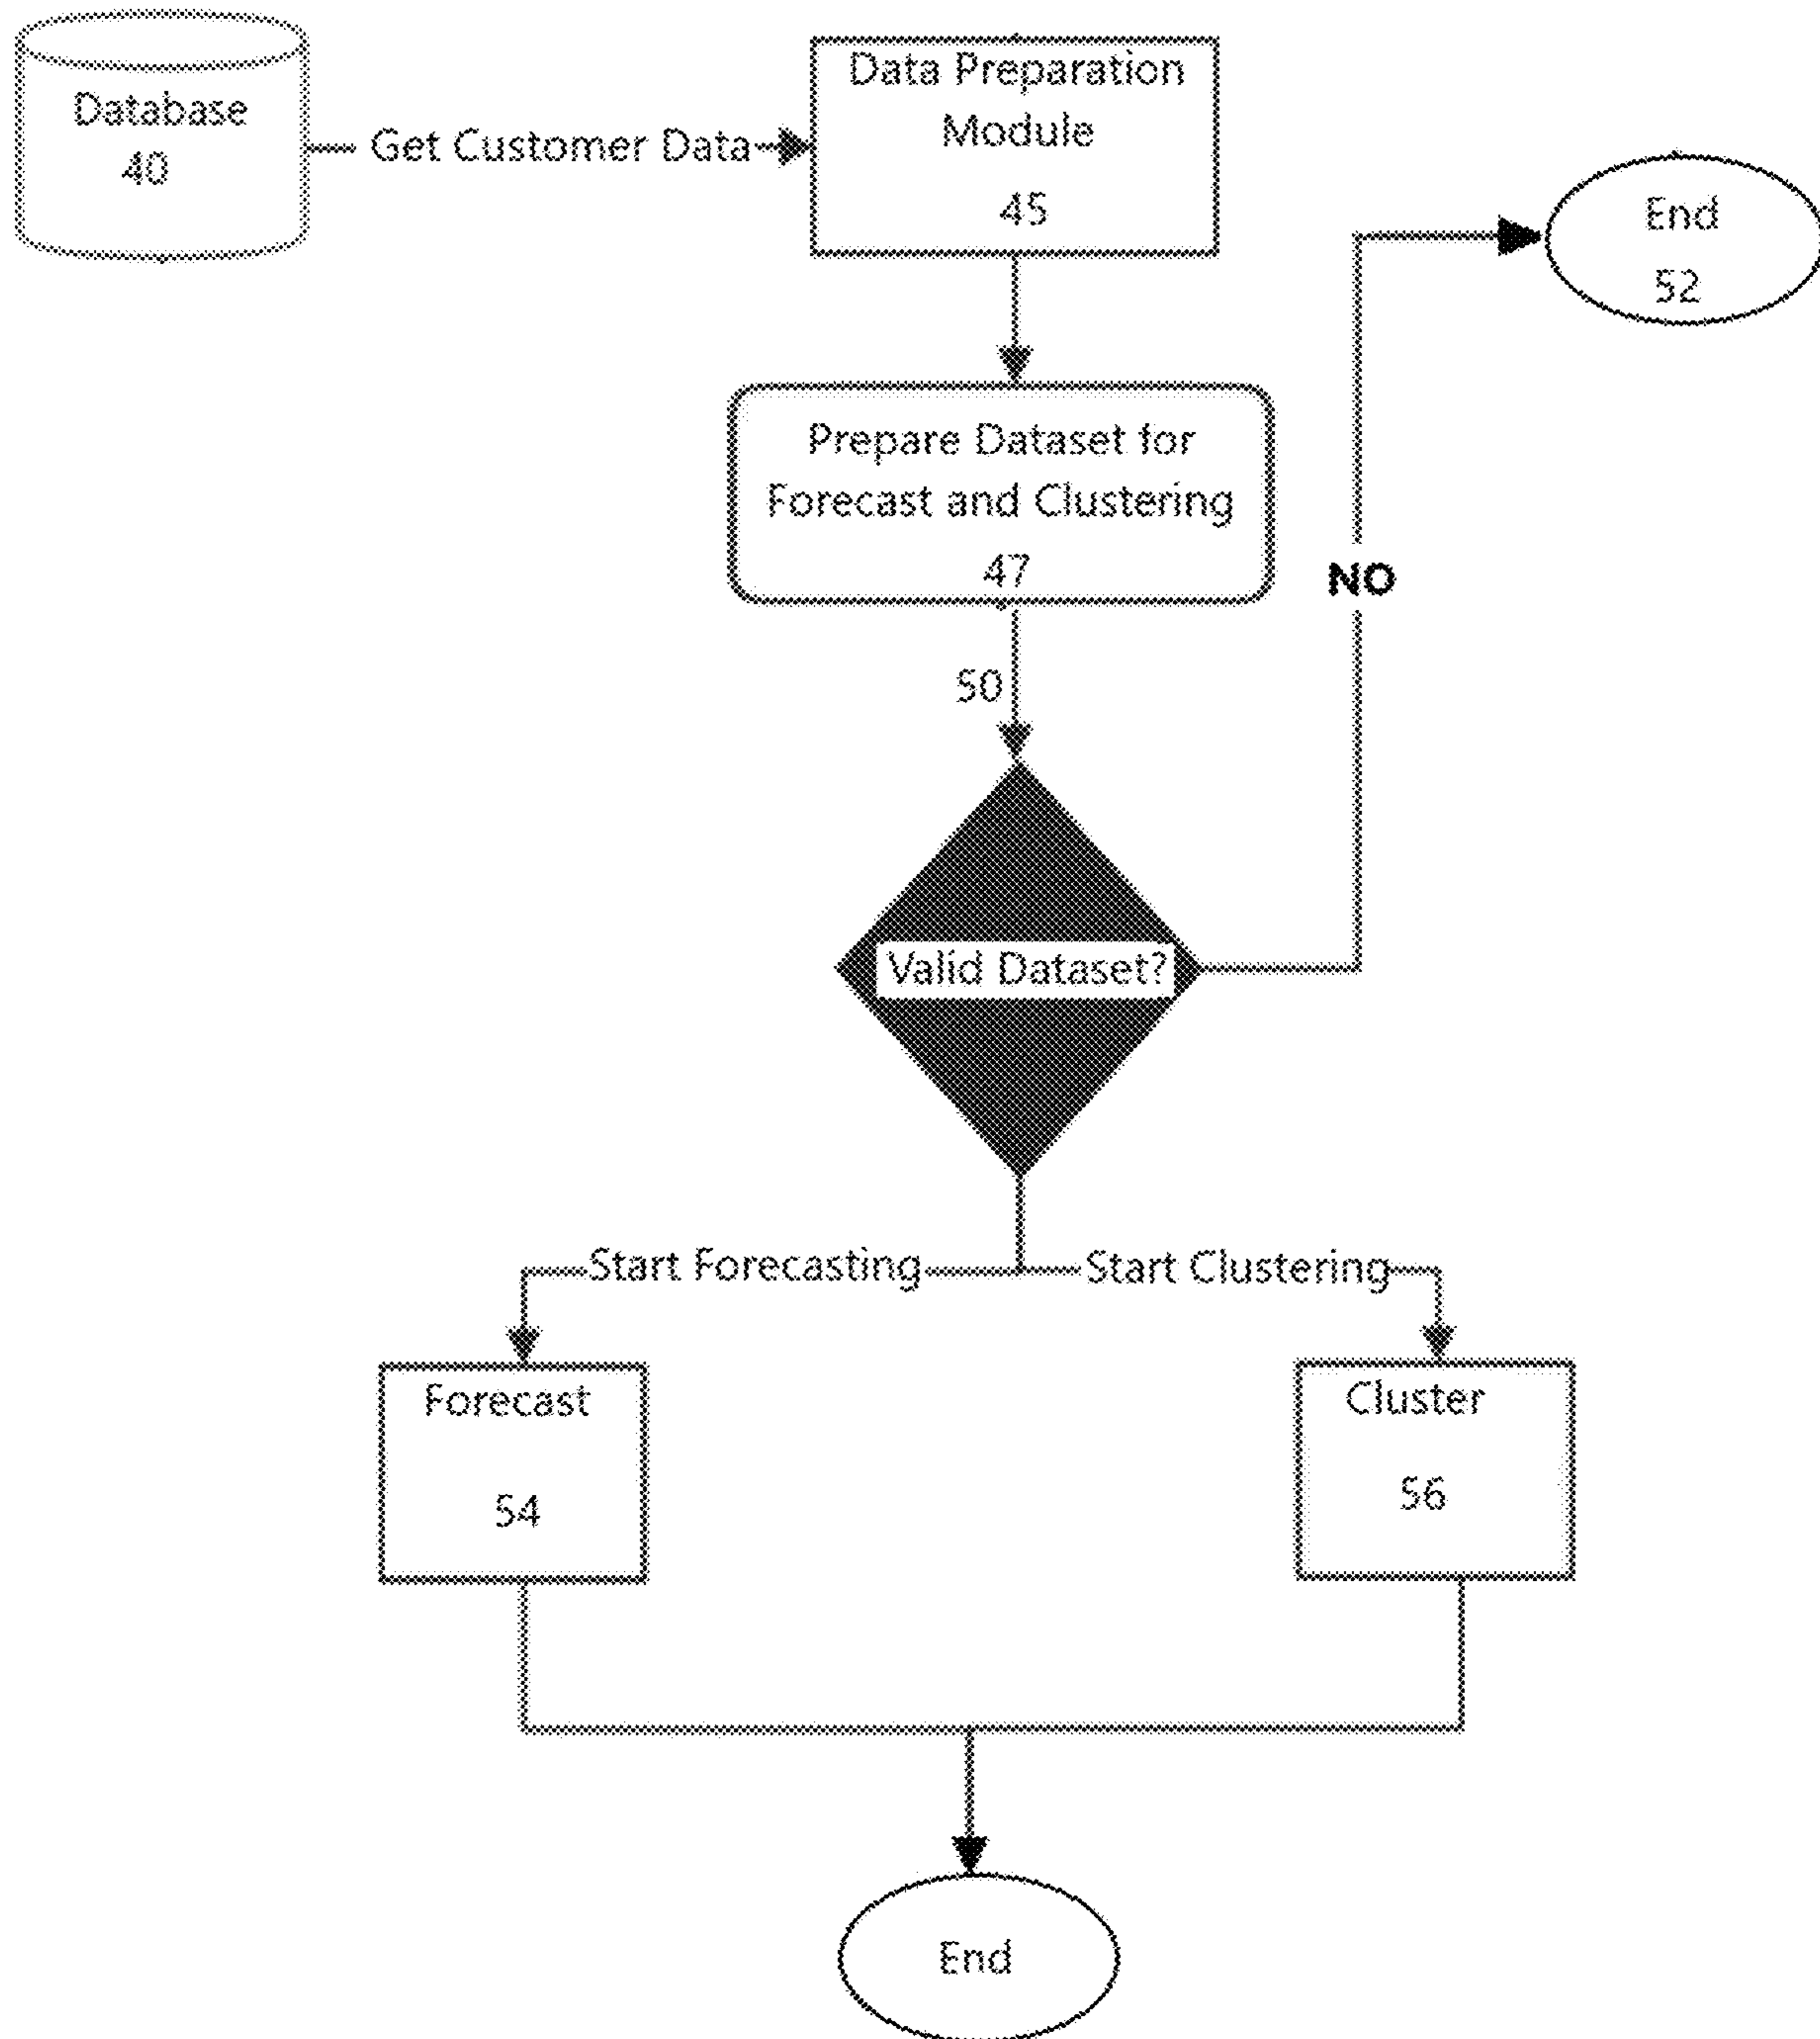 Database
40
Get Customer Data
Data Preparation
Module
45
End
52
Prepare Dataset for
Forecast and Clustering
47
NO
50
Valid Dataset?
Start Forecasting
Start Clustering
Forecast
54
Cluster
56
End